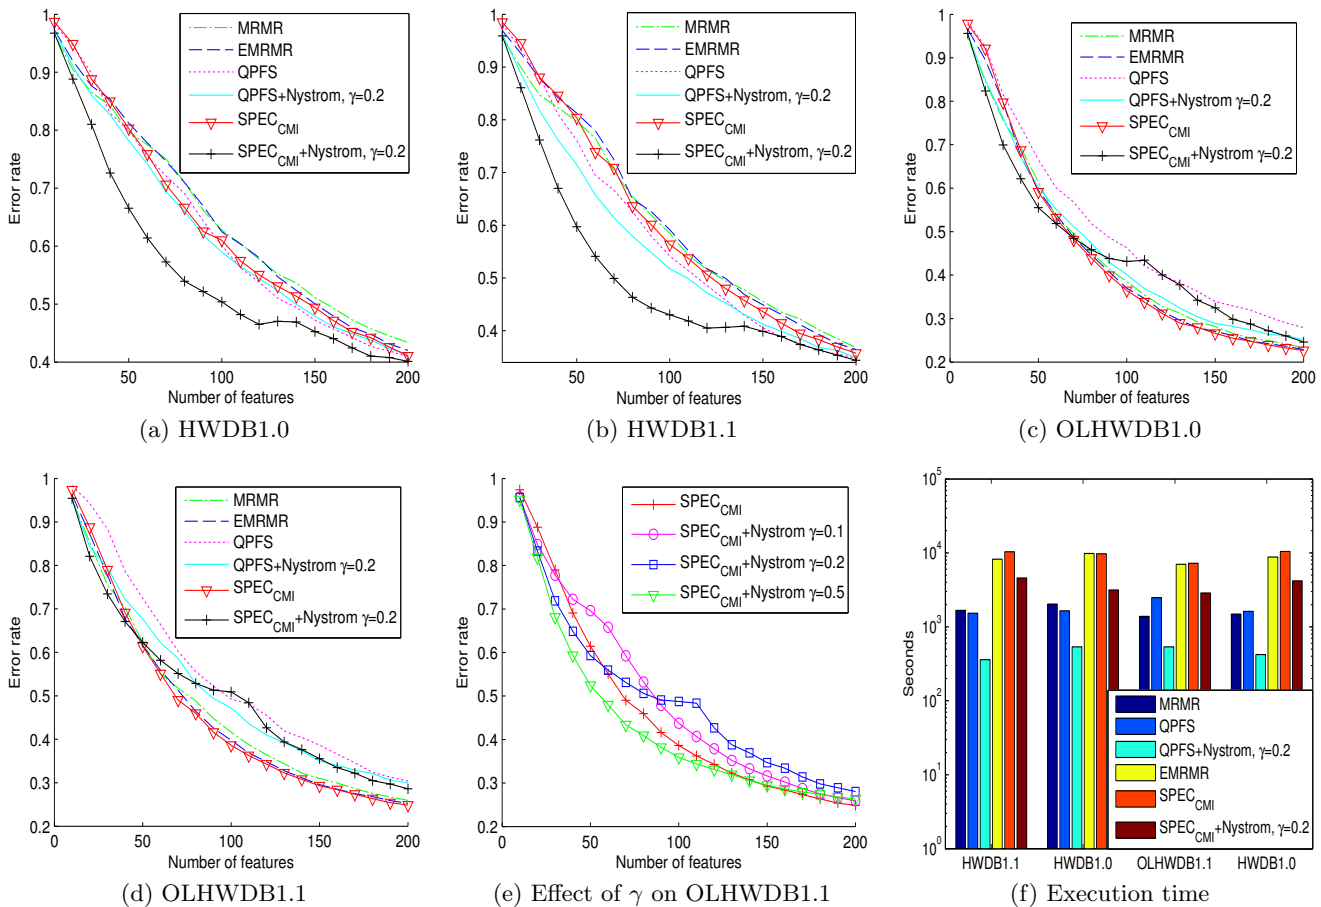 1
0.9
0.8
0.7
0.6
0.5
0.4
50
100
150
200
Error rate
Number of features
MRMR
EMRMR
QPFS
QPFS+Nystrom, γ=0.2
SPEC_CMI
SPEC_CMI+Nystrom, γ=0.2
(a) HWDB1.0
1
0.9
0.8
0.7
0.6
0.5
0.4
50
100
150
200
Error rate
Number of features
MRMR
EMRMR
QPFS
QPFS+Nystrom, γ=0.2
SPEC_CMI
SPEC_CMI+Nystrom, γ=0.2
(b) HWDB1.1
1
0.9
0.8
0.7
0.6
0.5
0.4
0.3
0.2
0
50
100
150
200
Error rate
Number of features
MRMR
EMRMR
QPFS
QPFS+Nystrom γ=0.2
SPEC_CMI
SPEC_CMI+Nystrom γ=0.2
(c) OLHWDB1.0
1
0.9
0.8
0.7
0.6
0.5
0.4
0.3
0.2
0
50
100
150
200
Error rate
Number of features
MRMR
EMRMR
QPFS
QPFS+Nystrom γ=0.2
SPEC_CMI
SPEC_CMI+Nystrom γ=0.2
(d) OLHWDB1.1
1
0.9
0.8
0.7
0.6
0.5
0.4
0.3
0.2
0
50
100
150
200
Error rate
Number of features
SPEC_CMI
SPEC_CMI+Nystrom γ=0.1
SPEC_CMI+Nystrom γ=0.2
SPEC_CMI+Nystrom γ=0.5
(e) Effect of γ on OLHWDB1.1
10^5
10^4
10^3
10^2
10^1
10^0
Seconds
MRMR
QPFS
QPFS+Nystrom, γ=0.2
EMRMR
SPEC_CMI
SPEC_CMI+Nystrom, γ=0.2
HWDB1.1
HWDB1.0
OLHWDB1.1
HWDB1.0
(f) Execution time